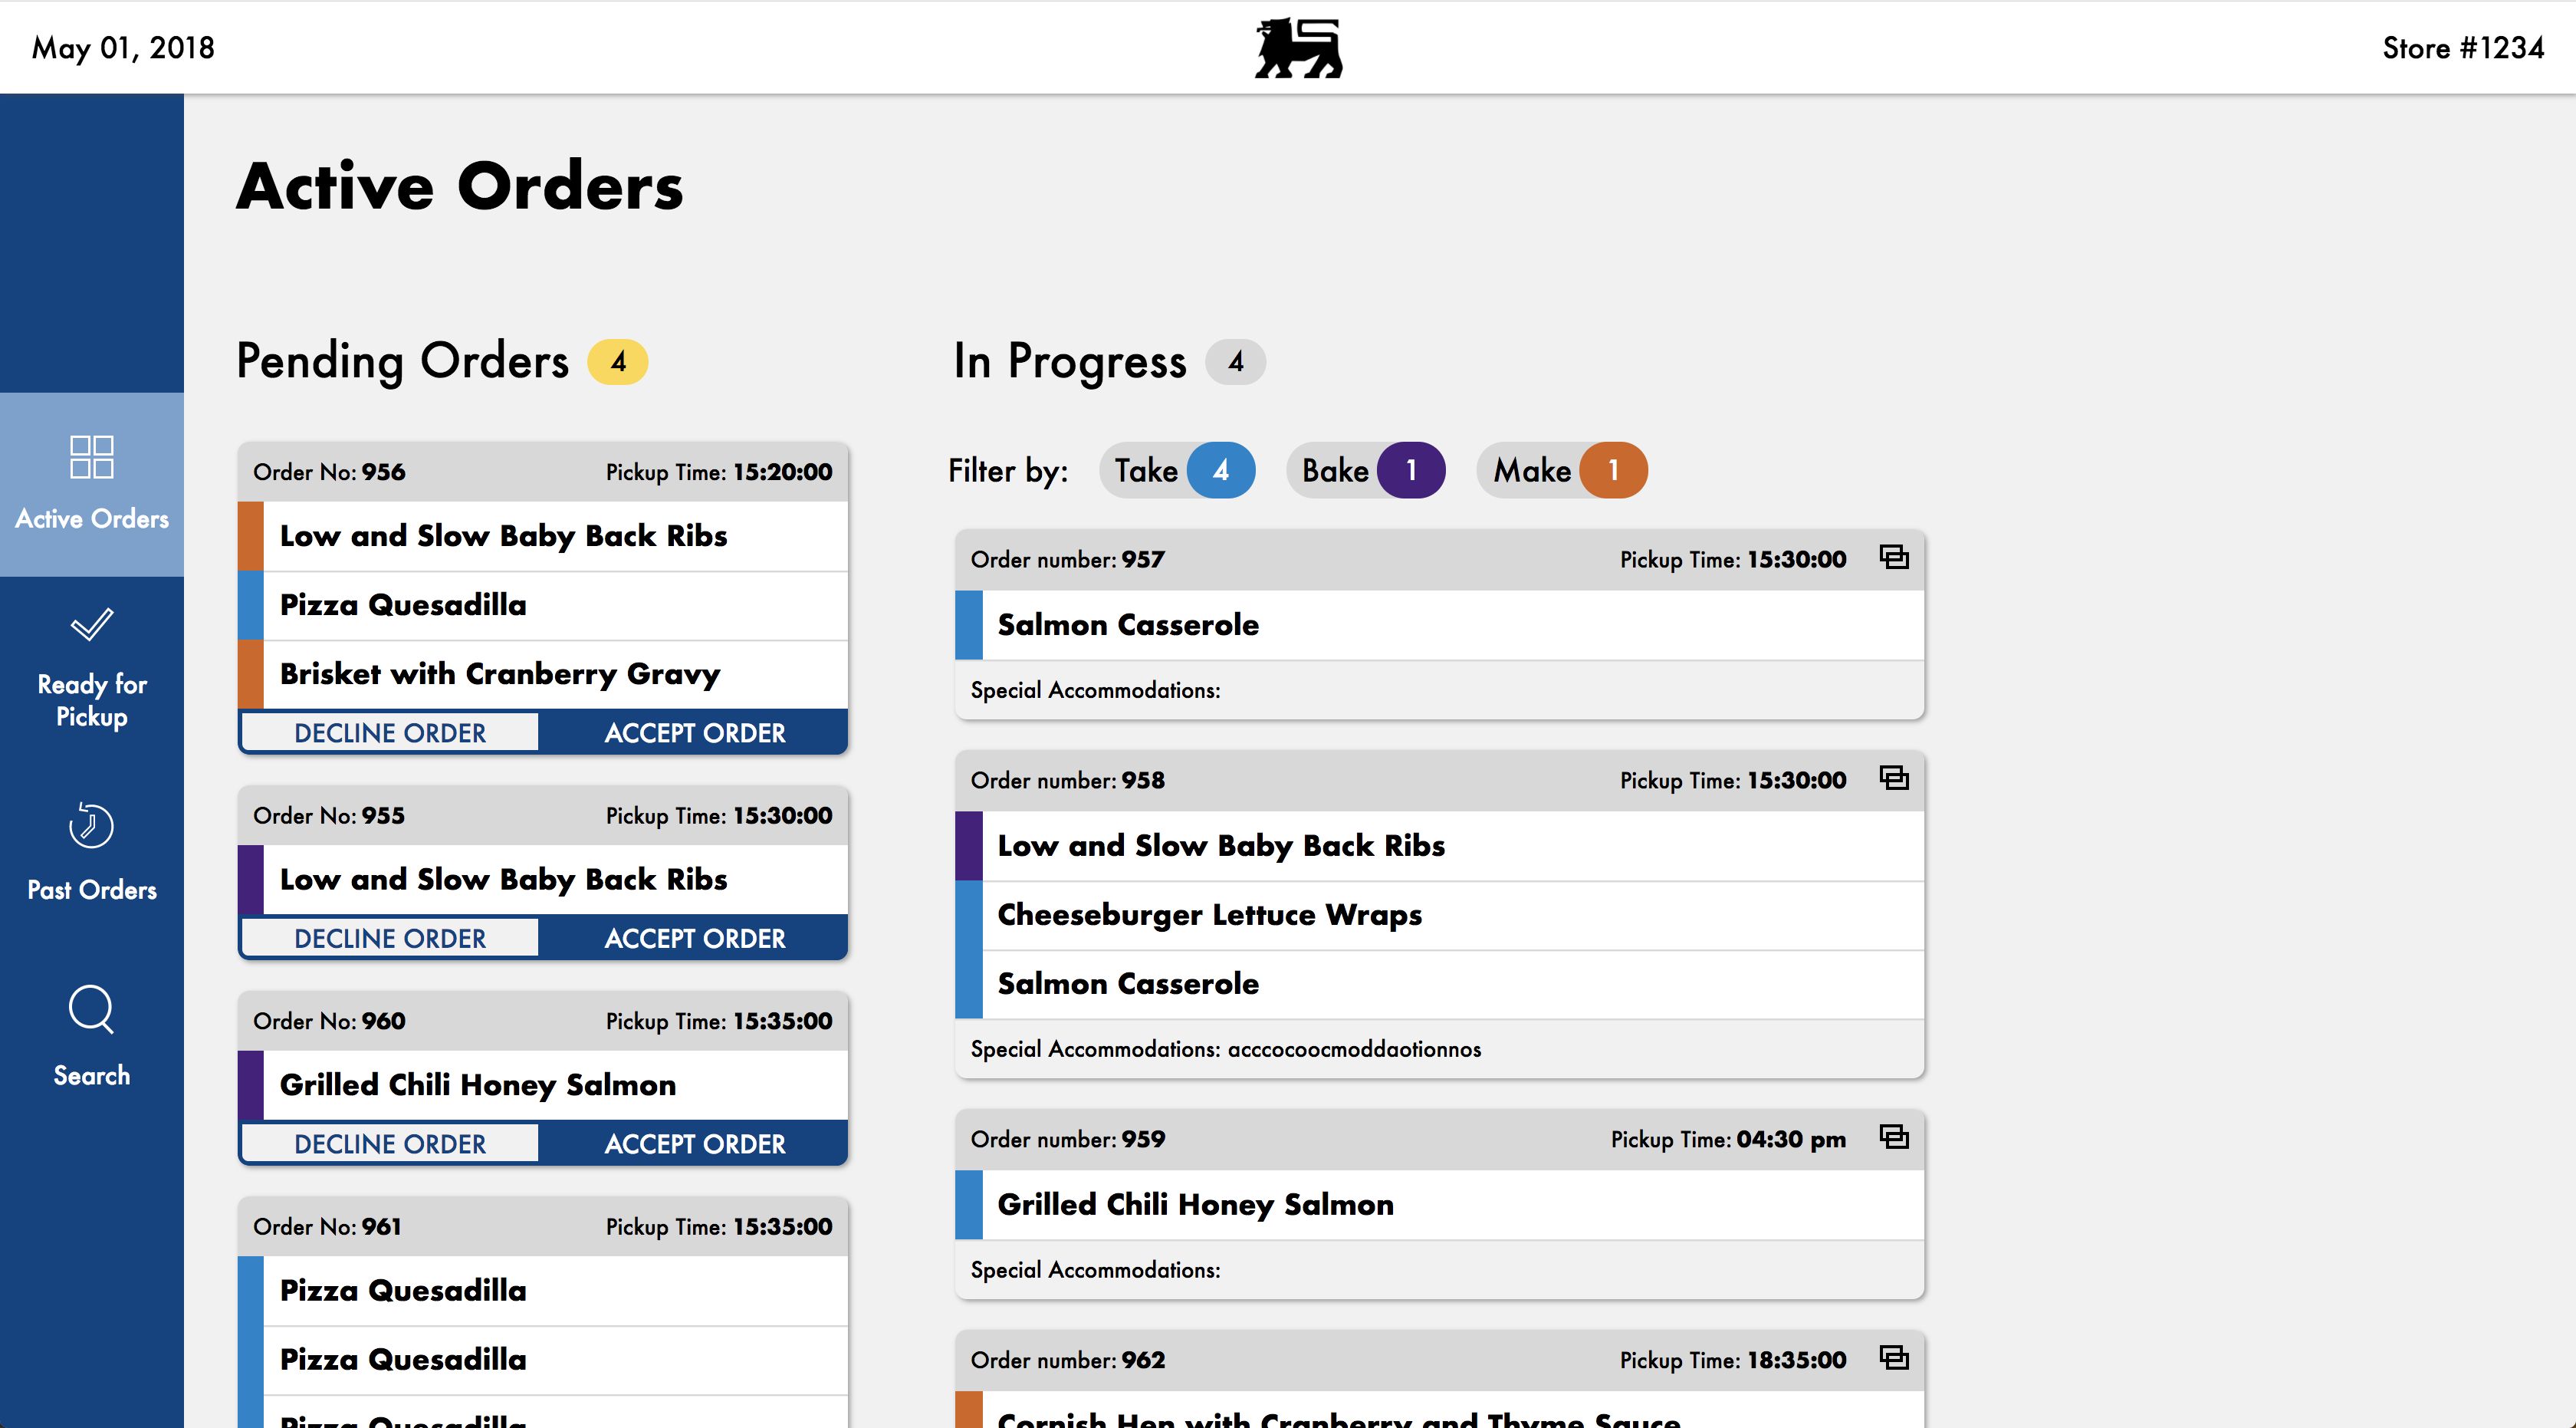 May 01, 2018
Store #1234
Active Orders
Ready for
Pickup
Past Orders
Search
Active Orders
Pending Orders 4
Order No: 956 Pickup Time: 15:20:00
Low and Slow Baby Back Ribs
Pizza Quesadilla
Brisket with Cranberry Gravy
DECLINE ORDER ACCEPT ORDER
Order No: 955 Pickup Time: 15:30:00
Low and Slow Baby Back Ribs
DECLINE ORDER ACCEPT ORDER
Order No: 960 Pickup Time: 15:35:00
Grilled Chili Honey Salmon
DECLINE ORDER ACCEPT ORDER
Order No: 961 Pickup Time: 15:35:00
Pizza Quesadilla
Pizza Quesadilla
Pizza Quesadilla
In Progress 4
Filter by: Take 4 Bake 1 Make 1
Order number: 957 Pickup Time: 15:30:00
Salmon Casserole
Special Accommodations:
Order number: 958 Pickup Time: 15:30:00
Low and Slow Baby Back Ribs
Cheeseburger Lettuce Wraps
Salmon Casserole
Special Accommodations: acccocoocmoddaotionnos
Order number: 959 Pickup Time: 04:30 pm
Grilled Chili Honey Salmon
Special Accommodations:
Order number: 962 Pickup Time: 18:35:00
Cornish Hen with Cranberry and Thyme Sauce